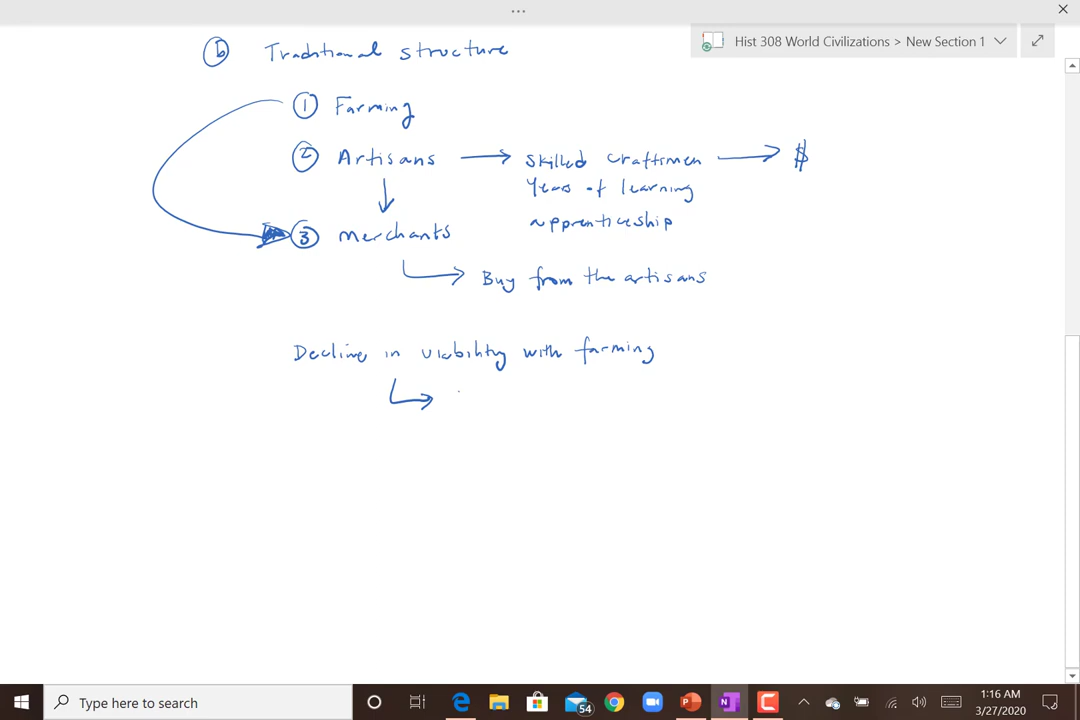 Hist 308 World Civilizations > New Section 1
b Traditional structure
1 Farming
2 Artisans → skilled craftsmen → $
Years of learning
apprenticeship
3 Merchants
Buy from the artisans
Decline in viability with farming
Type here to search
54
1:16 AM
3/27/2020